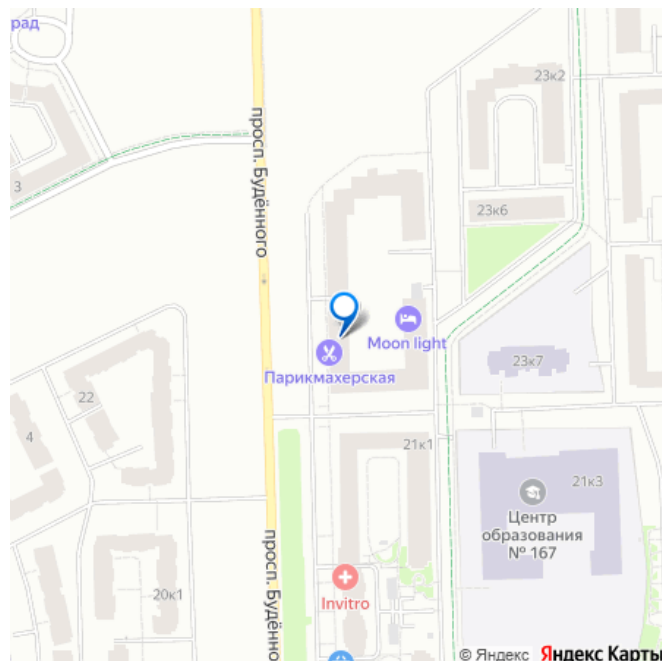 рад
23к2
просп. Будённого
3
23к6
Moon light
Парикмахерская
23к7
22
4
21к1
21к3
Центр
образования
№ 167
просп. Будённо
20к1
Invitro
© Яндекс Яндекс Карты